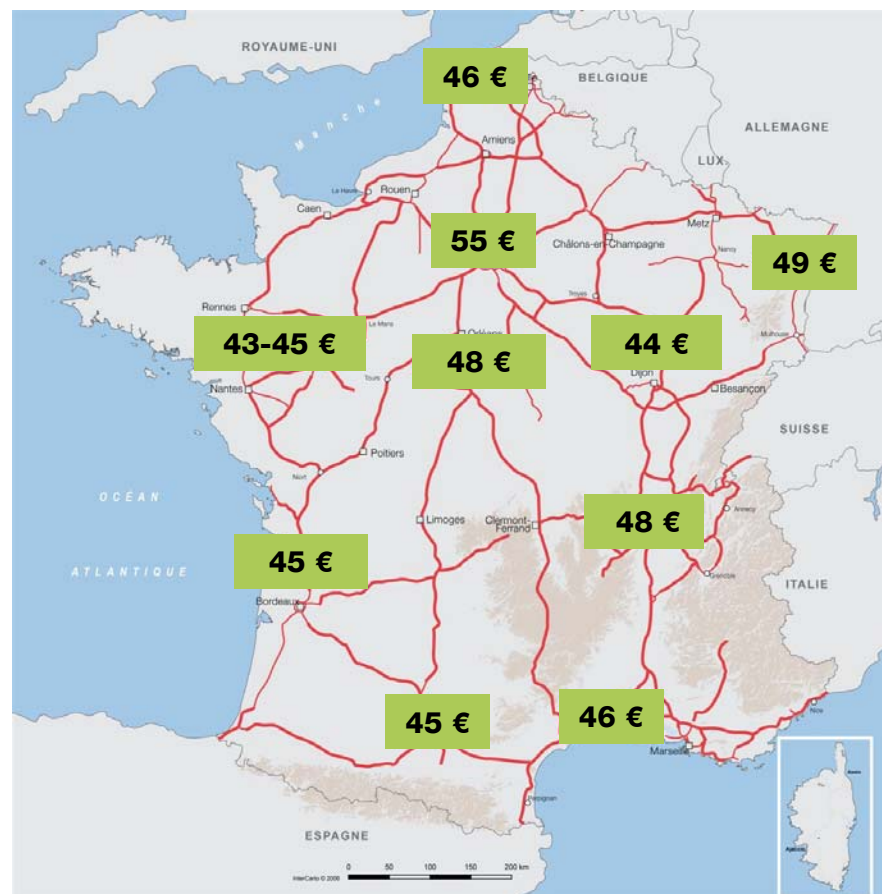 ROYAUME-UNI
46 €
BELGIQUE
ALLEMAGNE
Manche
LUX
Amiens
Le Havre
Rouen
Caen
Metz
Châlons-en-Champagne
55 €
Nancy
49 €
Troyes
Rennes
Le Mans
Orléans
43-45 €
48 €
44 €
Mulhouse
Dijon
Tours
Nantes
Besançon
SUISSE
Poitiers
Niort
OCÉAN
ATLANTIQUE
Limoges
Clermont-
Ferrand
48 €
Annecy
45 €
Grenoble
ITALIE
Bordeaux
45 €
46 €
Nice
Marseille
Perpignan
ESPAGNE
0 50 100 150 200 km
InterCarto © 2006
Bastia
Ajaccio